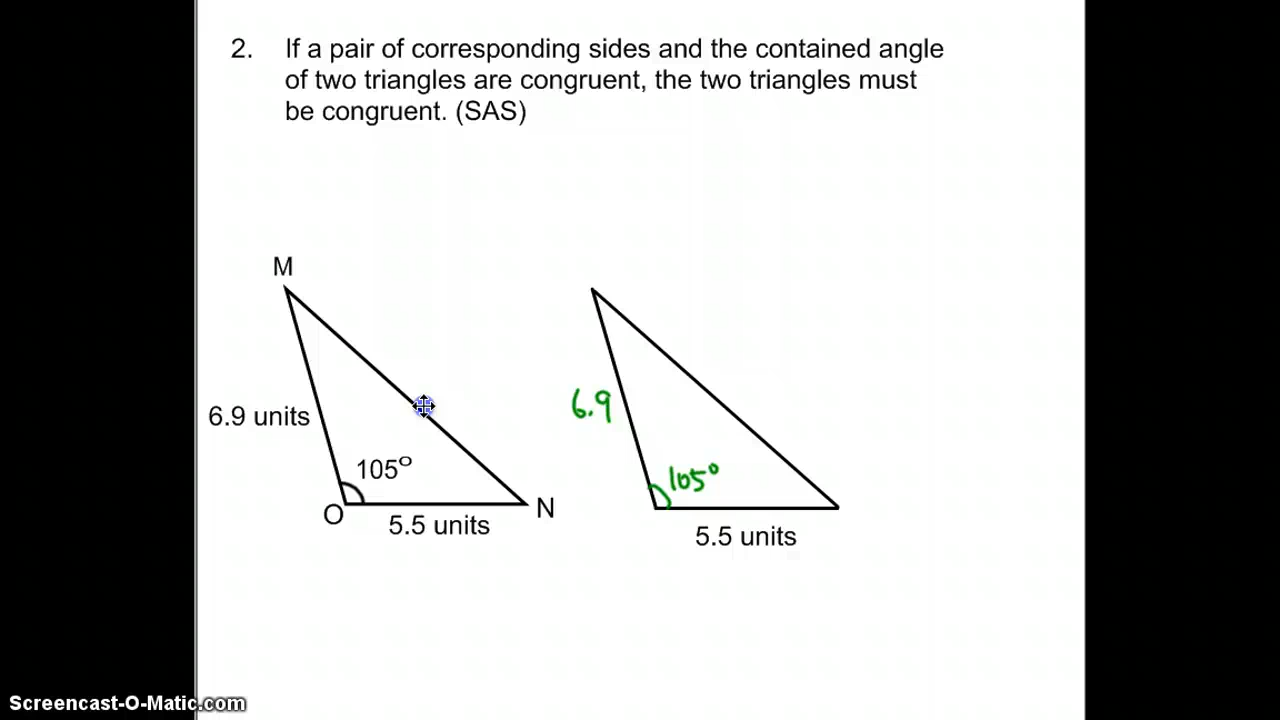 2. If a pair of corresponding sides and the contained angle
of two triangles are congruent, the two triangles must
be congruent. (SAS)
M
6.9 units
105°
O
5.5 units
N
6.9
105°
5.5 units
Screencast-O-Matic.com